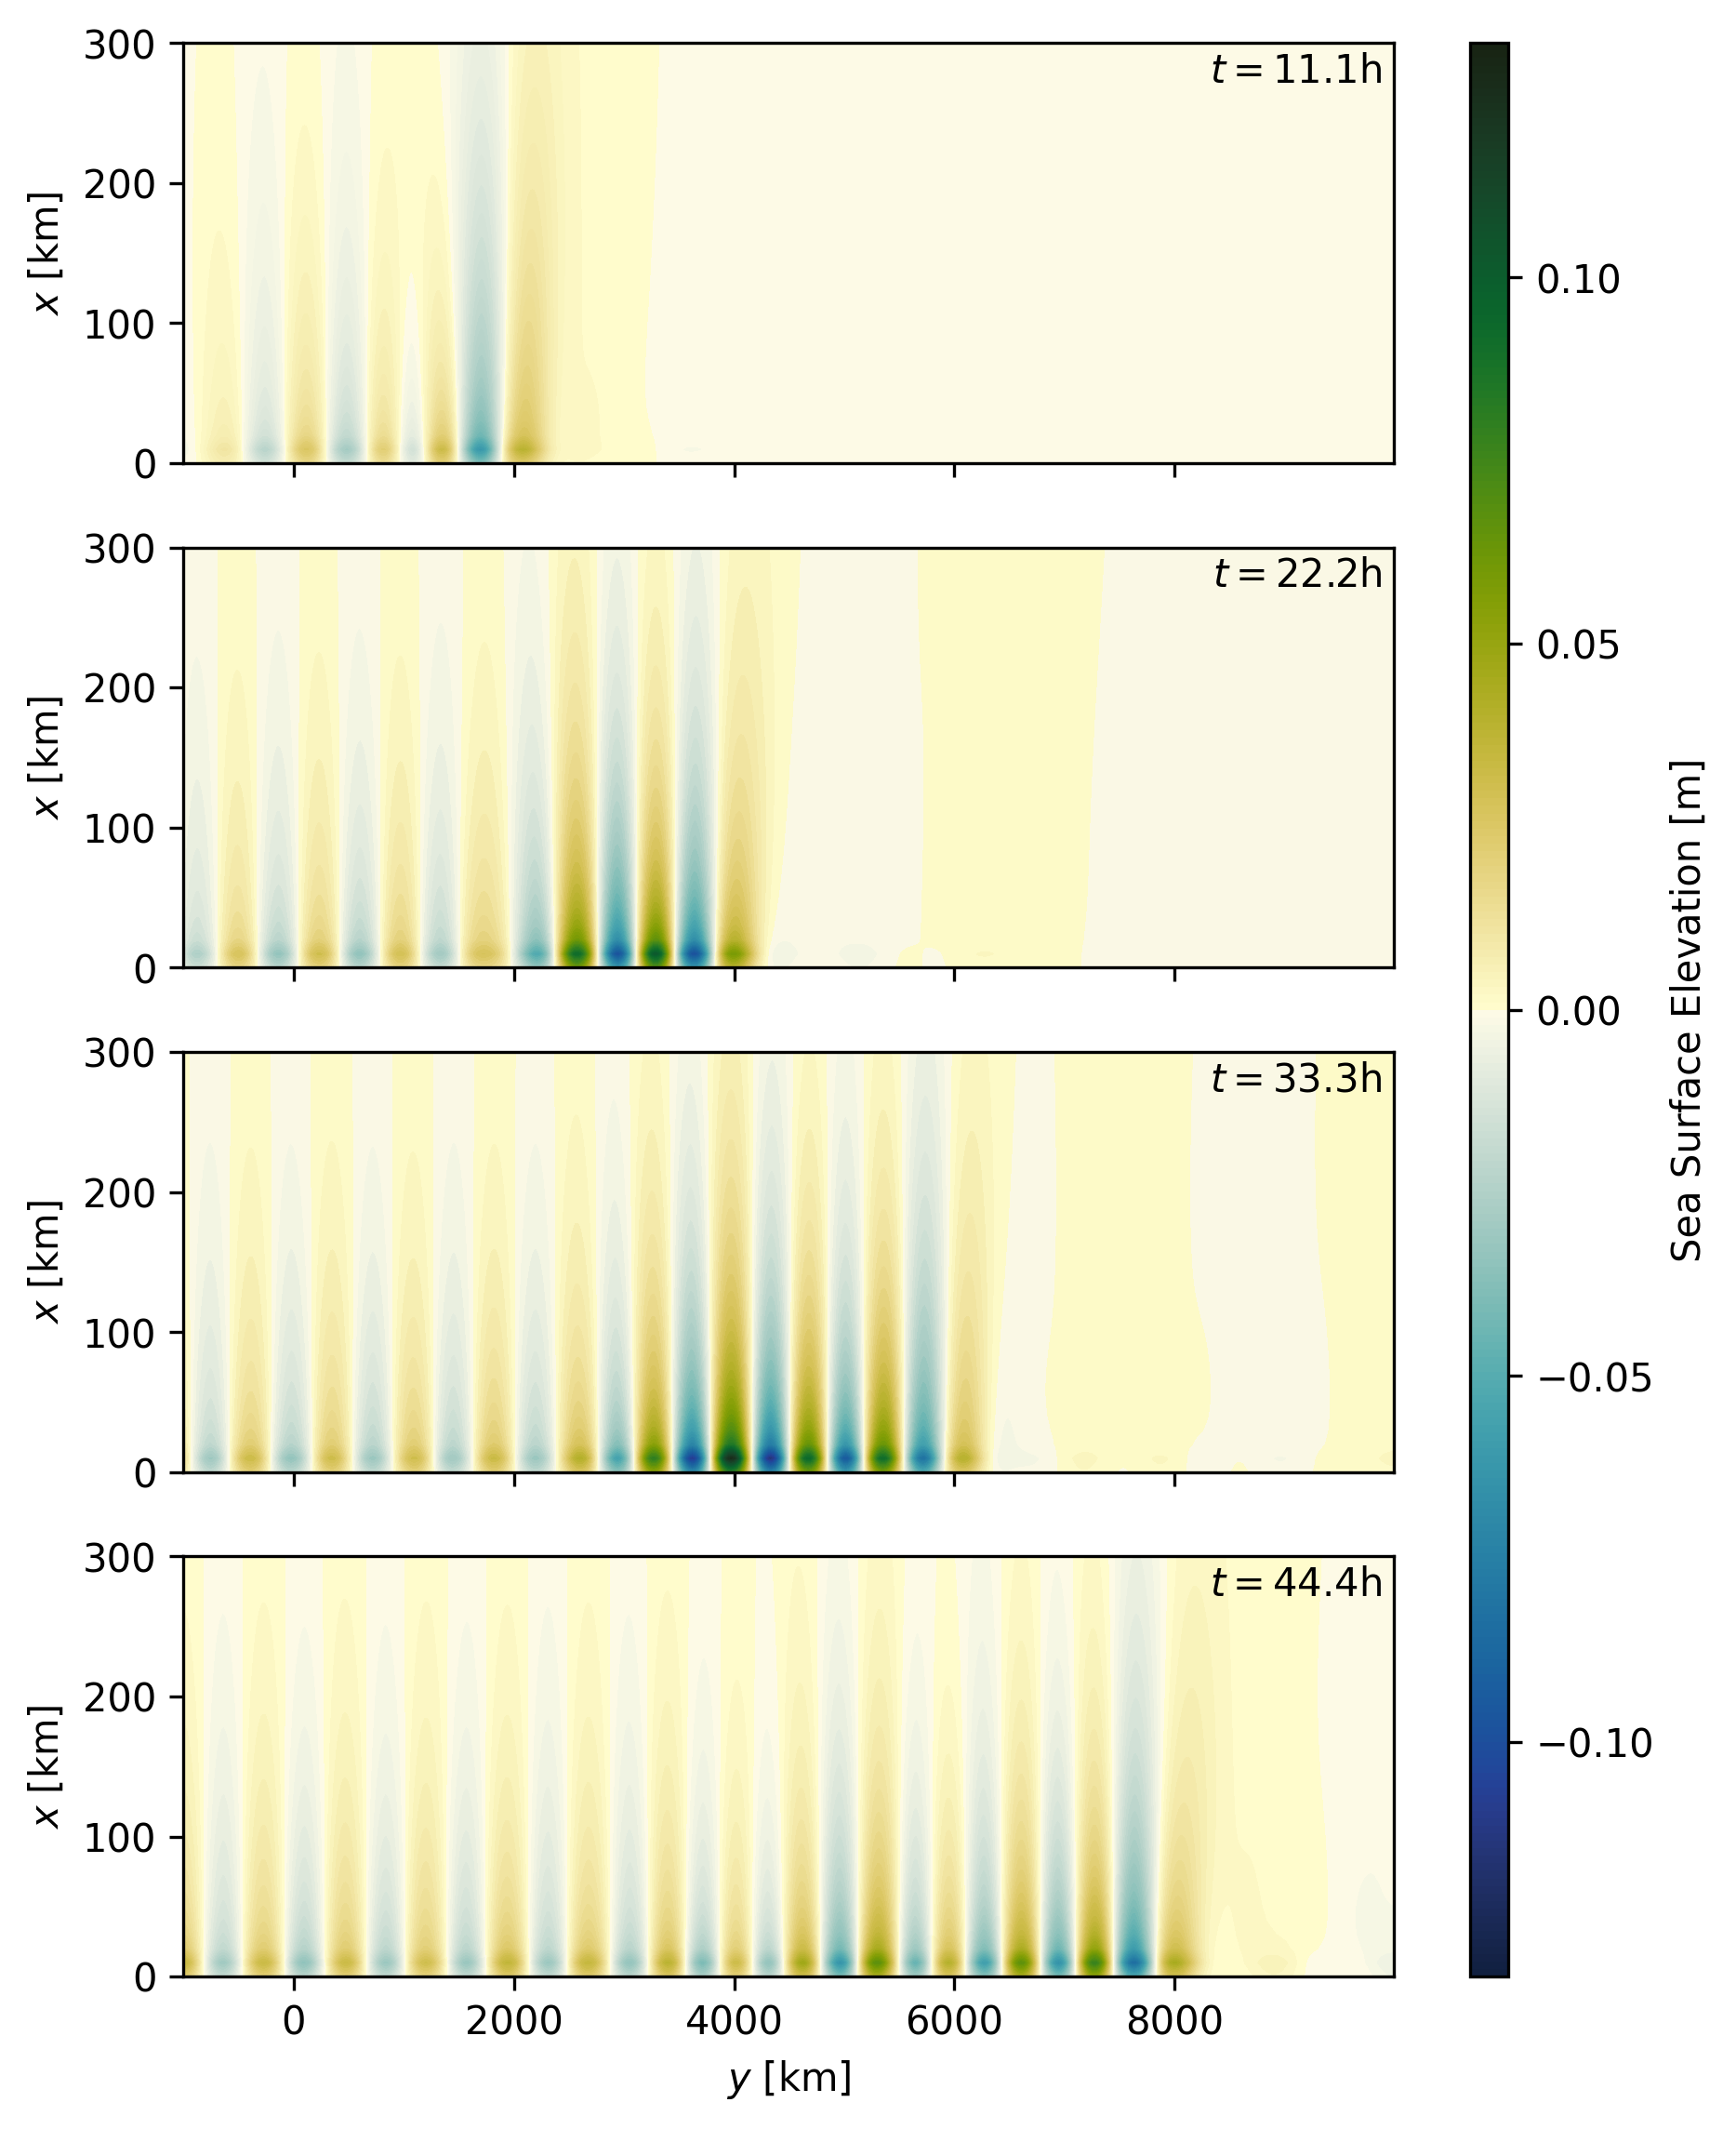 300
200
100
0
x [km]
t = 11.1h
300
200
100
0
x [km]
t = 22.2h
300
200
100
0
x [km]
t = 33.3h
300
200
100
0
x [km]
t = 44.4h
0 2000 4000 6000 8000
y [km]
0.10
0.05
0.00
−0.05
−0.10
Sea Surface Elevation [m]